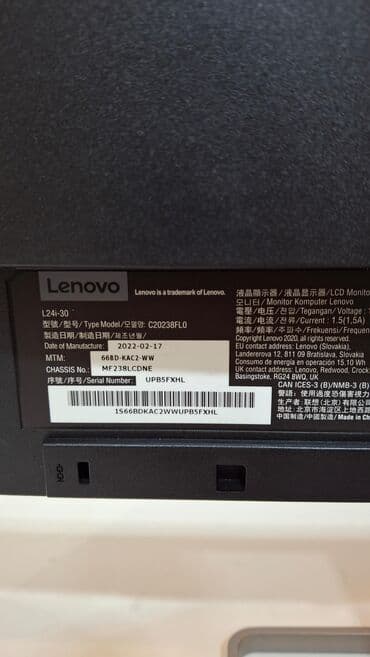 Lenovo
Lenovo is a trademark of Lenovo.
L24i-30
型號/型号/Type Model/모델명: C20238FL0
製造日期/制造日期/제조년월/
Date of Manufacture: 2022-02-17
MTM: 66BD-KAC2-WW
CHASSIS No.: MF238LCDNE
序號/序号/Serial Number: UPB5FXHL
1S66BDKAC2WWUPB5FXHL
液晶顯示器/液晶显示器/LCD Monito
모니터/Monitor Komputer Lenovo
電壓/电压/전압/Tegangan/Voltage:
電流/电流/전류/Current: 1.5(1,5A)
頻率/频率/주파수/Frekuensi/Frequen
Copyright Lenovo 2020, all rights reserved.
EU contact address: Lenovo (Slovakia),
Landererova 12, 811 09 Bratislava, Slovakia
Consumo de energía en operación 15,10 Wh
UK contact address: Lenovo, Redwood, Crock
Basingstoke, RG24 8WQ, UK
CAN ICES-3 (B)/NMB-3 (B)
警語: 使用過度恐傷害視力
生产者: 联想(北京)有限公
地址: 北京市海淀区上地西路
中国制造/中國製造/Made in Ch